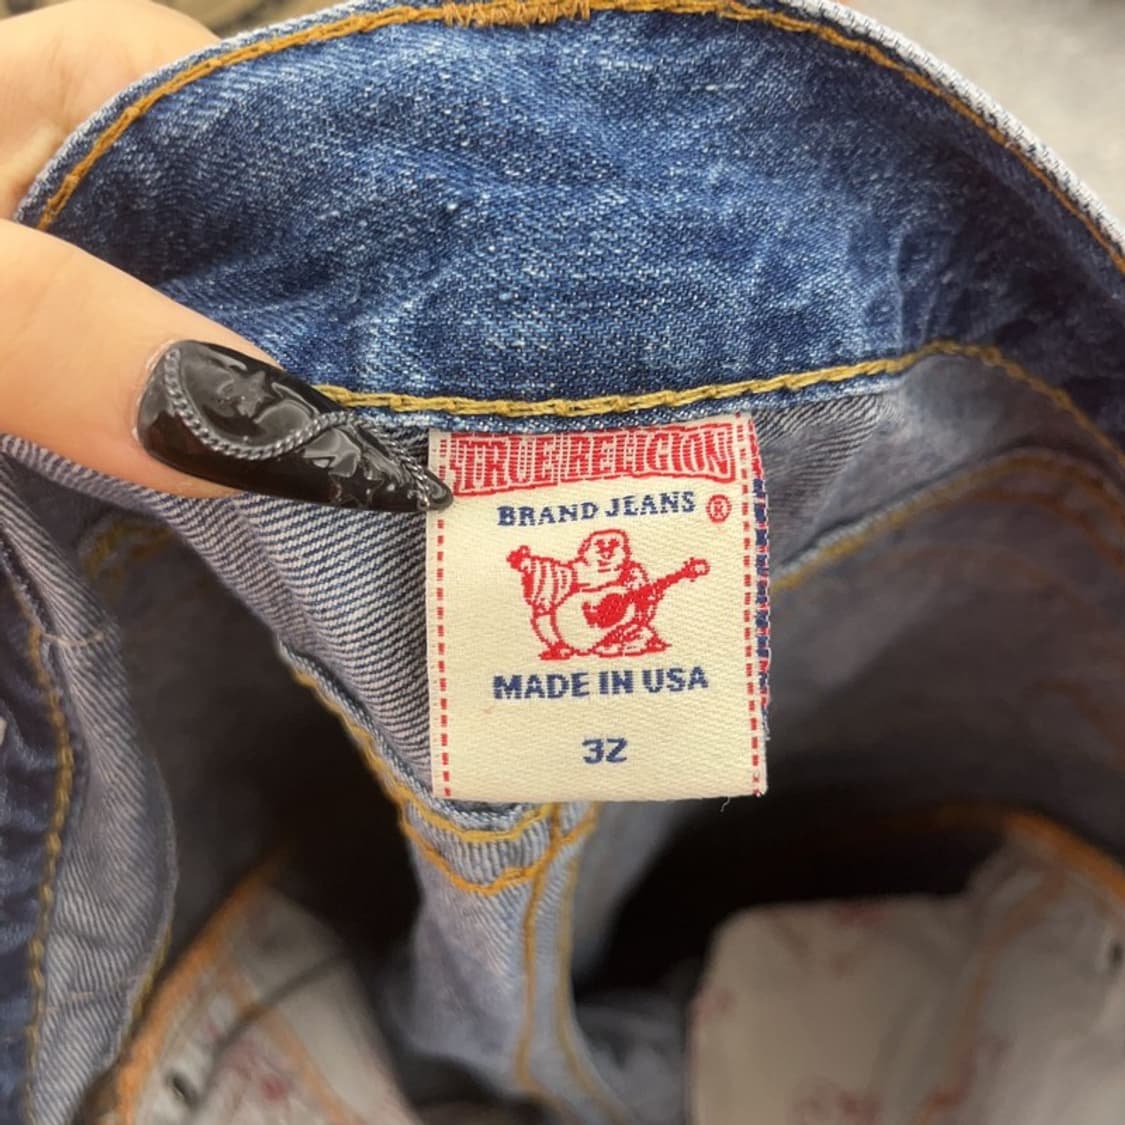 TRUE RELIGION
BRAND JEANS ®
MADE IN USA
32